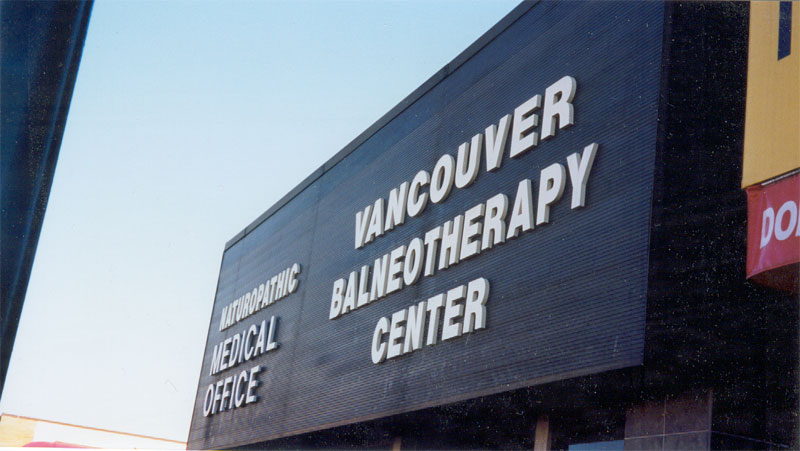 NATUROPATHIC
MEDICAL
OFFICE
VANCOUVER
BALNEOTHERAPY
CENTER